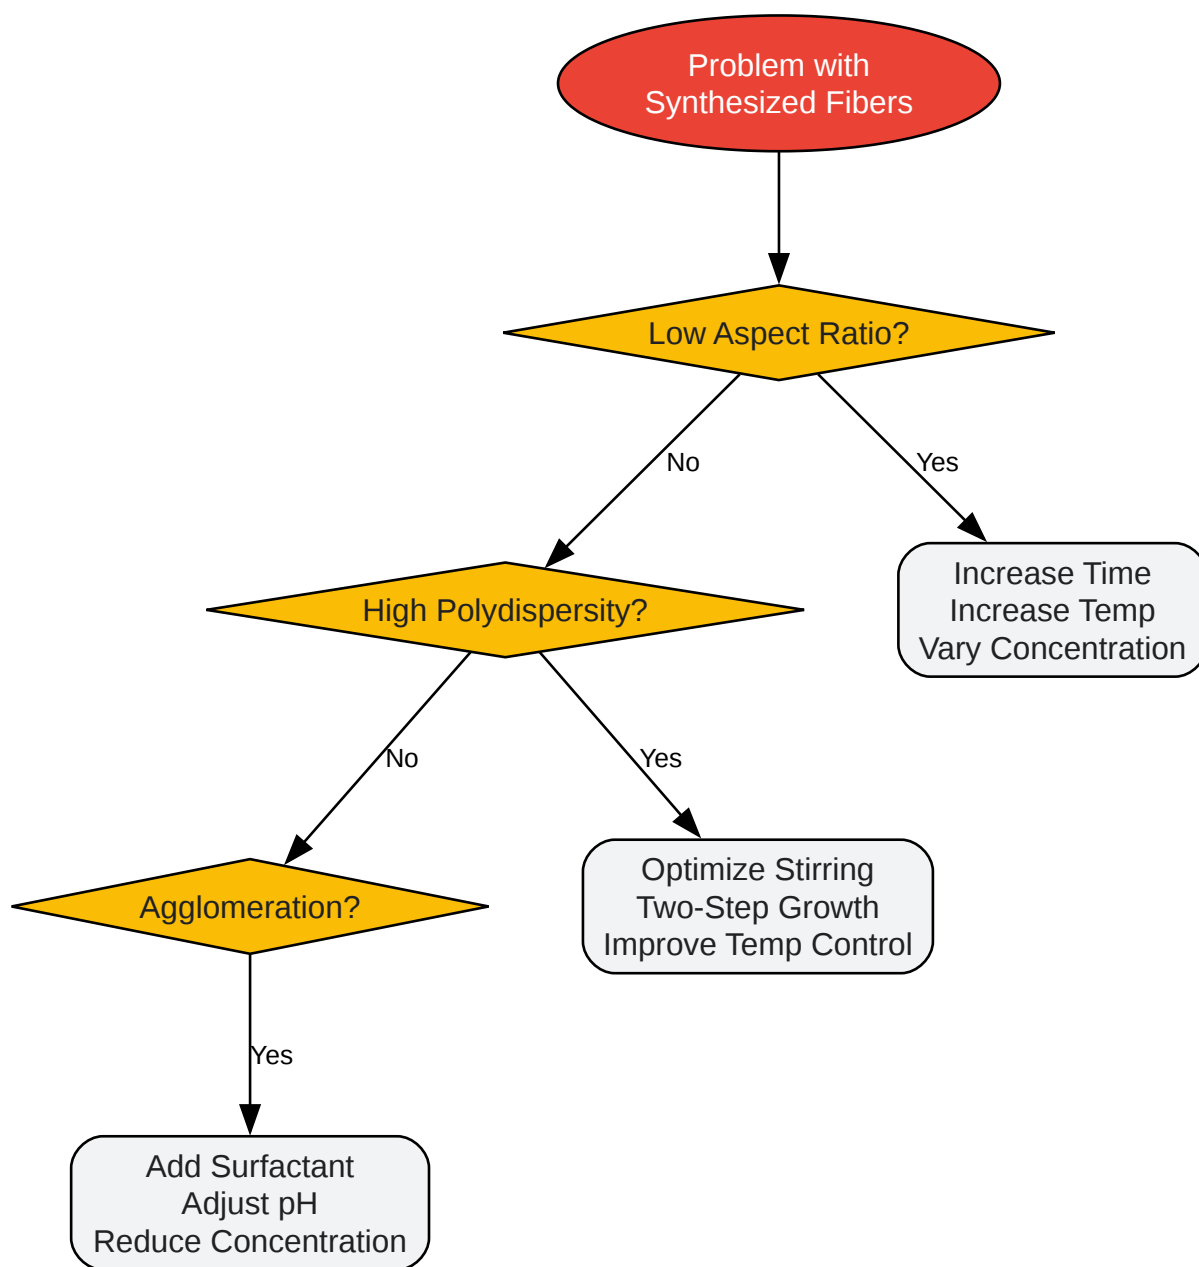 Problem with
Synthesized Fibers
Low Aspect Ratio?
No
Yes
Increase Time
Increase Temp
Vary Concentration
High Polydispersity?
No
Yes
Optimize Stirring
Two-Step Growth
Improve Temp Control
Agglomeration?
Yes
Add Surfactant
Adjust pH
Reduce Concentration